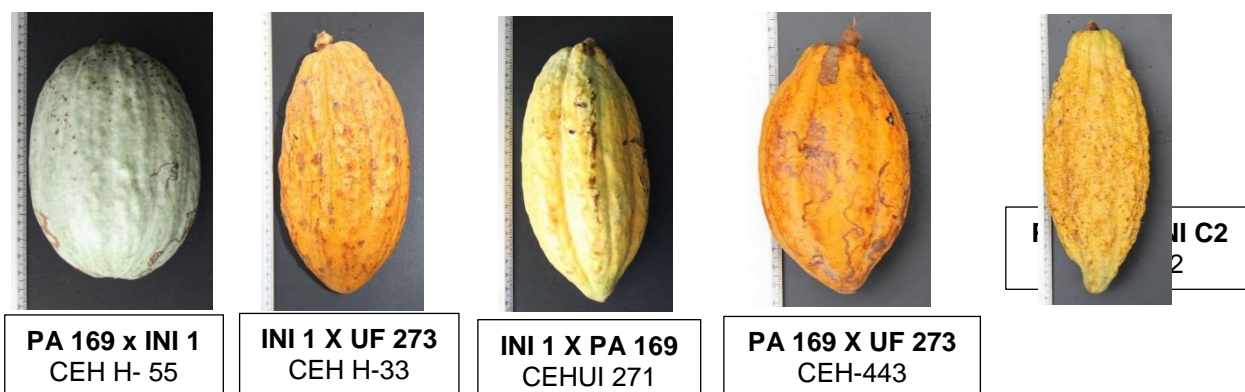 PA 169 x INI 1
CEH H- 55
INI 1 X UF 273
CEH H-33
INI 1 X PA 169
CEHUI 271
PA 169 X UF 273
CEH-443
NI C2
2